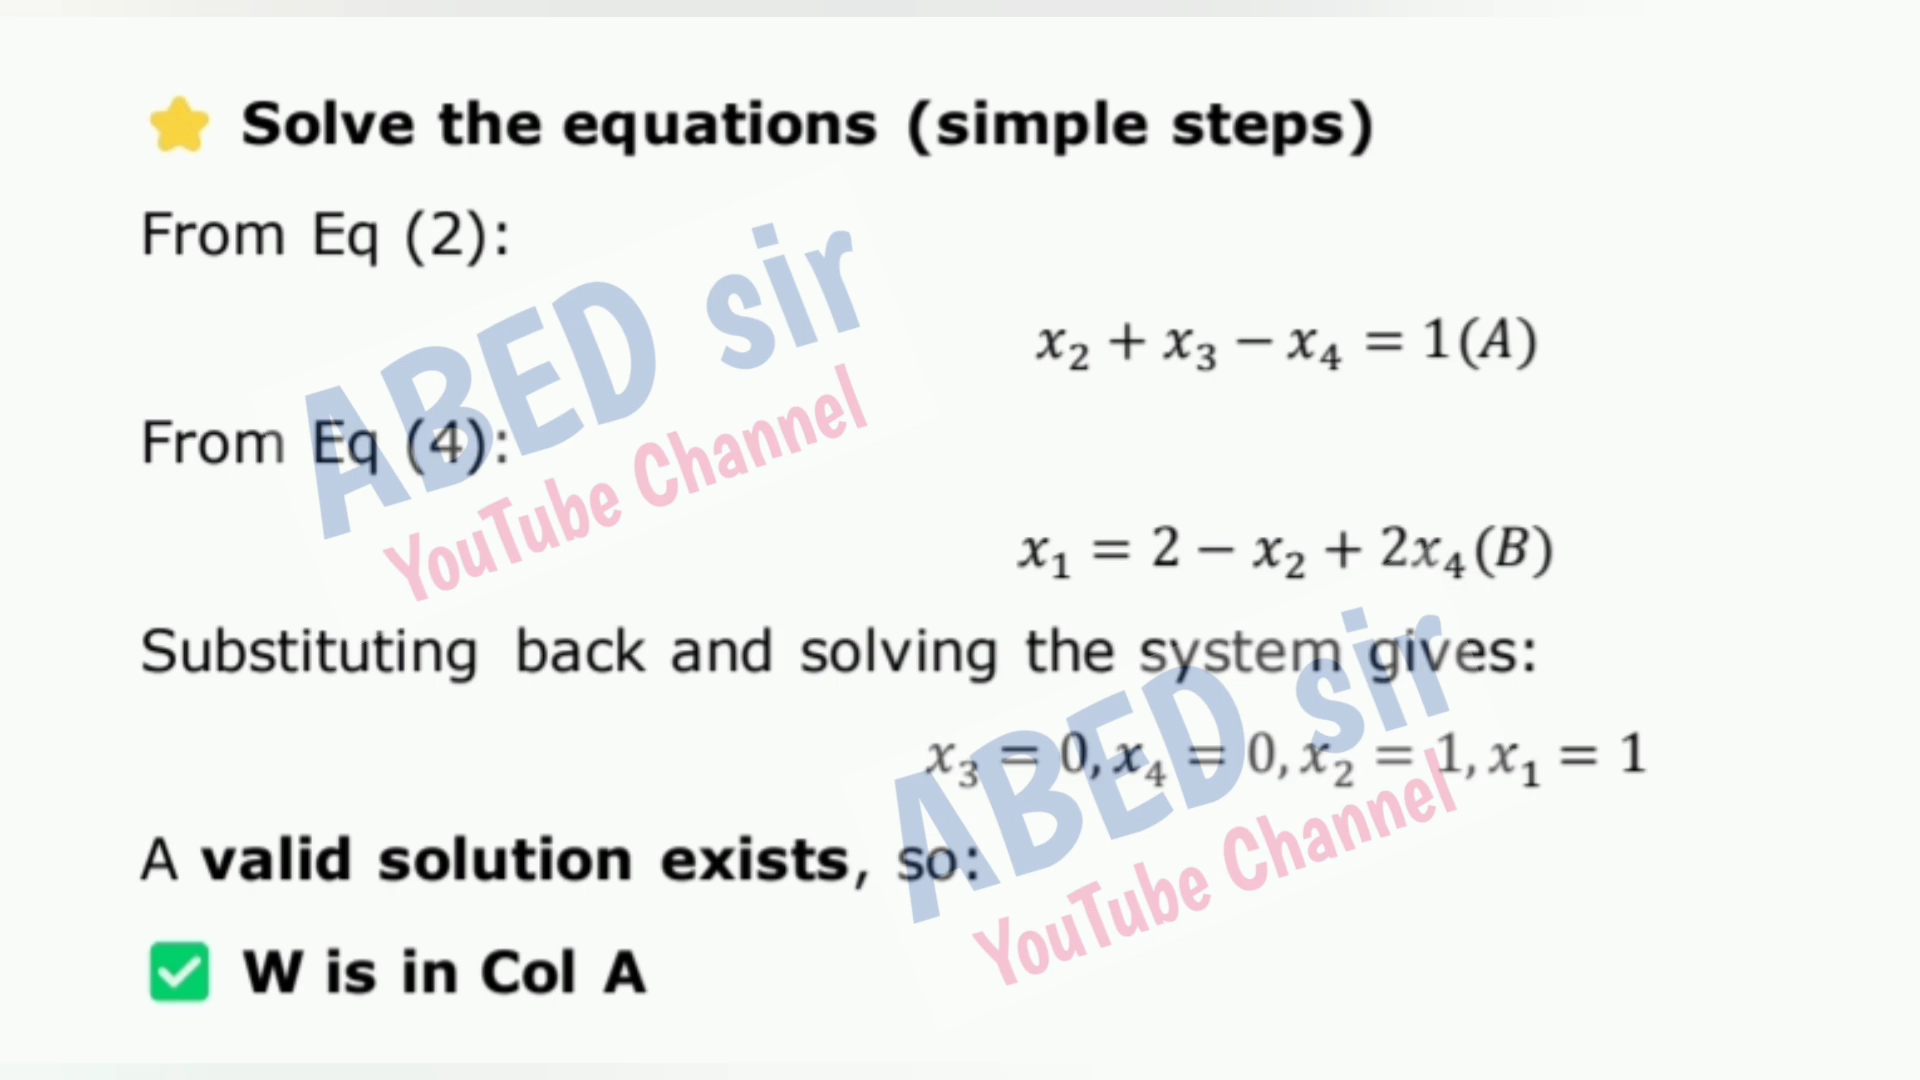 ⭐ Solve the equations (simple steps)
From Eq (2):
x₂ + x₃ − x₄ = 1(A)
From Eq (4):
x₁ = 2 − x₂ + 2x₄(B)
Substituting back and solving the system gives:
x₃ = 0, x₄ = 0, x₂ = 1, x₁ = 1
A valid solution exists, so:
✅ W is in Col A
ABED sir
YouTube Channel
ABED sir
YouTube Channel